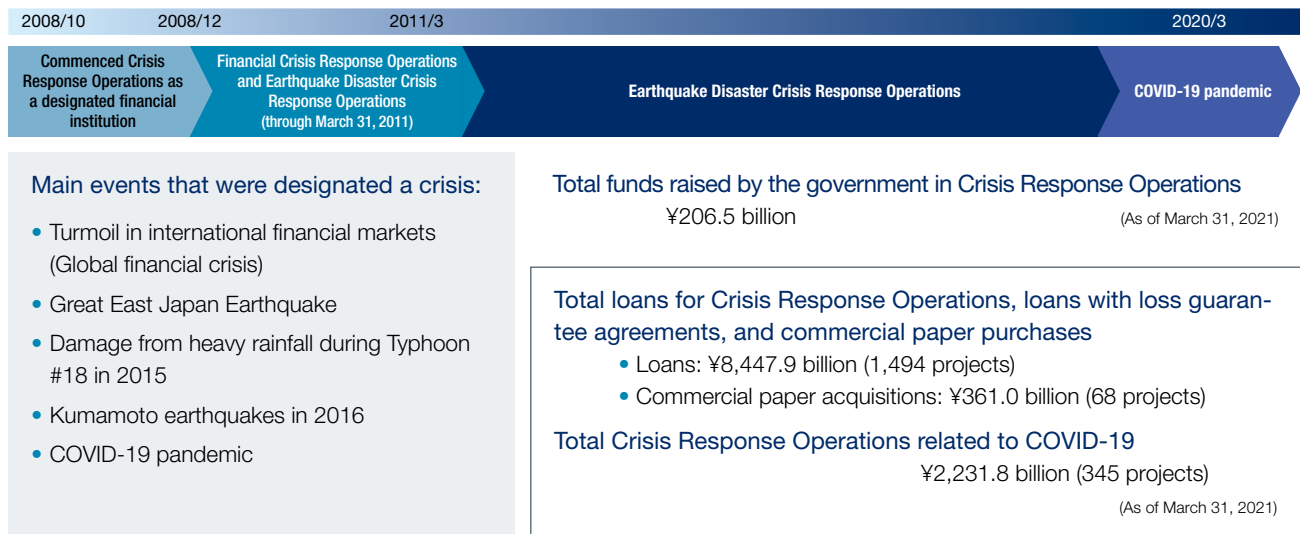 2008/10
2008/12
2011/3
2020/3
Commenced Crisis
Response Operations as
a designated financial
institution
Financial Crisis Response Operations
and Earthquake Disaster Crisis
Response Operations
(through March 31, 2011)
Earthquake Disaster Crisis Response Operations
COVID-19 pandemic
Main events that were designated a crisis:
• Turmoil in international financial markets
(Global financial crisis)
• Great East Japan Earthquake
• Damage from heavy rainfall during Typhoon
#18 in 2015
• Kumamoto earthquakes in 2016
• COVID-19 pandemic
Total funds raised by the government in Crisis Response Operations
¥206.5 billion
(As of March 31, 2021)
Total loans for Crisis Response Operations, loans with loss guaran-
tee agreements, and commercial paper purchases
• Loans: ¥8,447.9 billion (1,494 projects)
• Commercial paper acquisitions: ¥361.0 billion (68 projects)
Total Crisis Response Operations related to COVID-19
¥2,231.8 billion (345 projects)
(As of March 31, 2021)